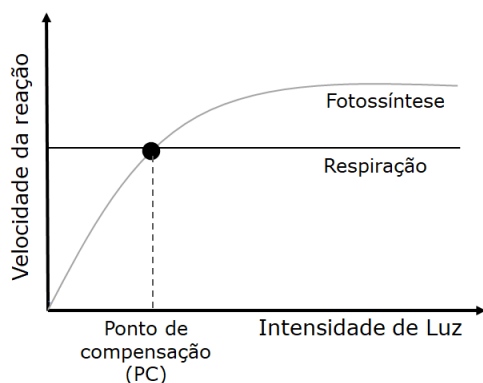 Velocidade da reação
Fotossíntese
Respiração
Ponto de
compensação
(PC)
Intensidade de Luz